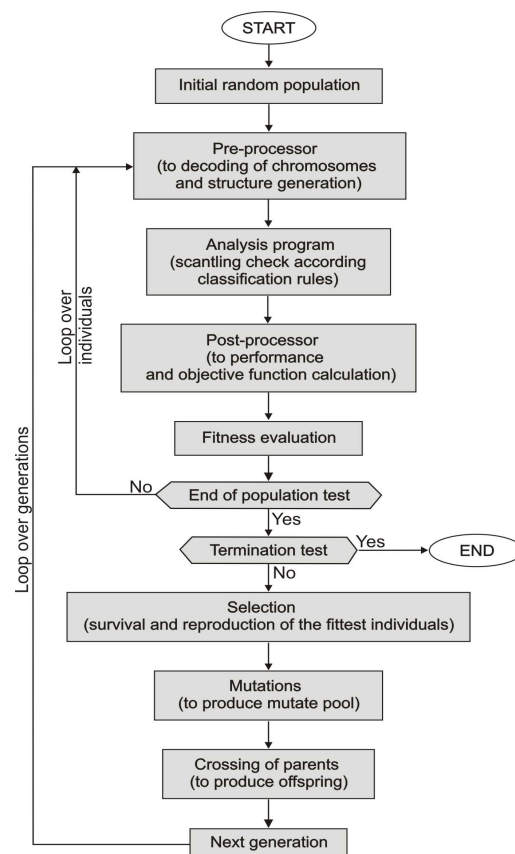 START
Initial random population
Pre-processor
(to decoding of chromosomes
and structure generation)
Analysis program
(scantling check according
classification rules)
Loop over
individuals
Post-processor
(to performance
and objective function calculation)
Fitness evaluation
Loop over generations
No
End of population test
Yes
Termination test
Yes
END
No
Selection
(survival and reproduction of the fittest individuals)
Mutations
(to produce mutate pool)
Crossing of parents
(to produce offspring)
Next generation